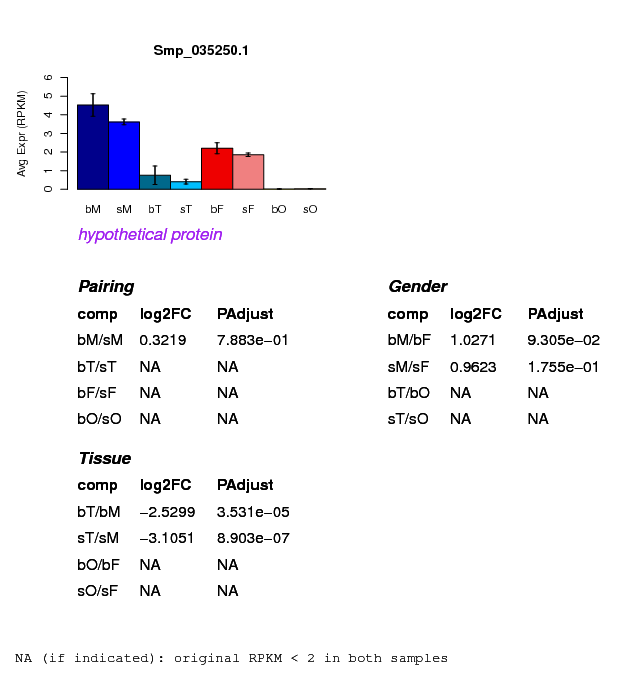 Smp_035250.1
Avg Expr (RPKM)
0 1 2 3 4 5 6
bM sM bT sT bF sF bO sO
hypothetical protein
Pairing
comp log2FC PAdjust
bM/sM 0.3219 7.883e−01
bT/sT NA NA
bF/sF NA NA
bO/sO NA NA
Gender
comp log2FC PAdjust
bM/bF 1.0271 9.305e−02
sM/sF 0.9623 1.755e−01
bT/bO NA NA
sT/sO NA NA
Tissue
comp log2FC PAdjust
bT/bM −2.5299 3.531e−05
sT/sM −3.1051 8.903e−07
bO/bF NA NA
sO/sF NA NA
NA (if indicated): original RPKM < 2 in both samples